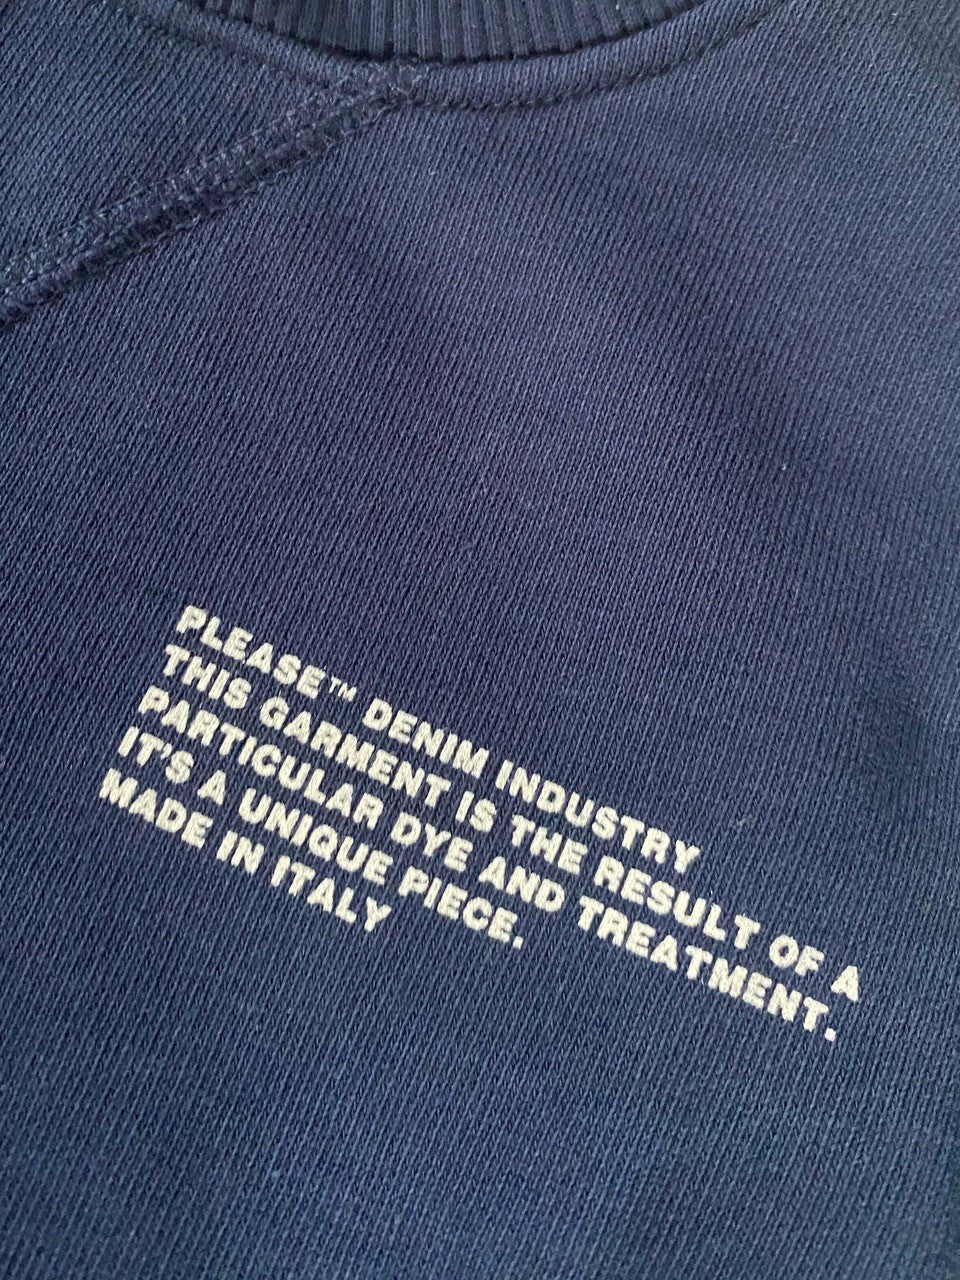 PLEASE™ DENIM INDUSTRY
THIS GARMENT IS THE RESULT OF A
PARTICULAR DYE AND TREATMENT.
IT'S A UNIQUE PIECE.
MADE IN ITALY